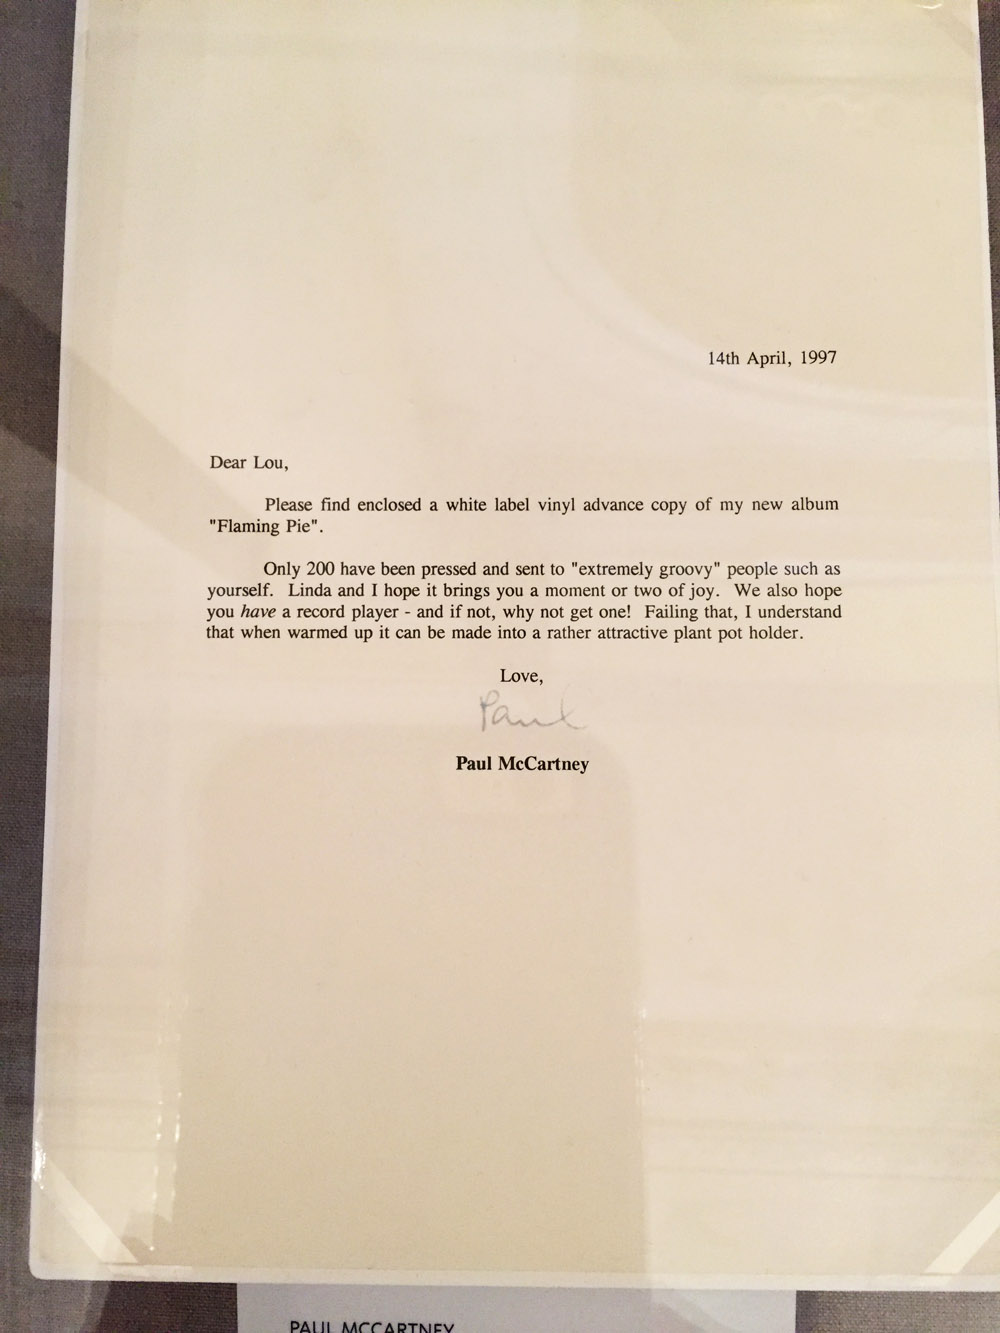 14th April, 1997
Dear Lou,
Please find enclosed a white label vinyl advance copy of my new album
"Flaming Pie".
Only 200 have been pressed and sent to "extremely groovy" people such as
yourself. Linda and I hope it brings you a moment or two of joy. We also hope
you have a record player - and if not, why not get one! Failing that, I understand
that when warmed up it can be made into a rather attractive plant pot holder.
Love,
Paul
Paul McCartney
PAUL MCCARTNEY